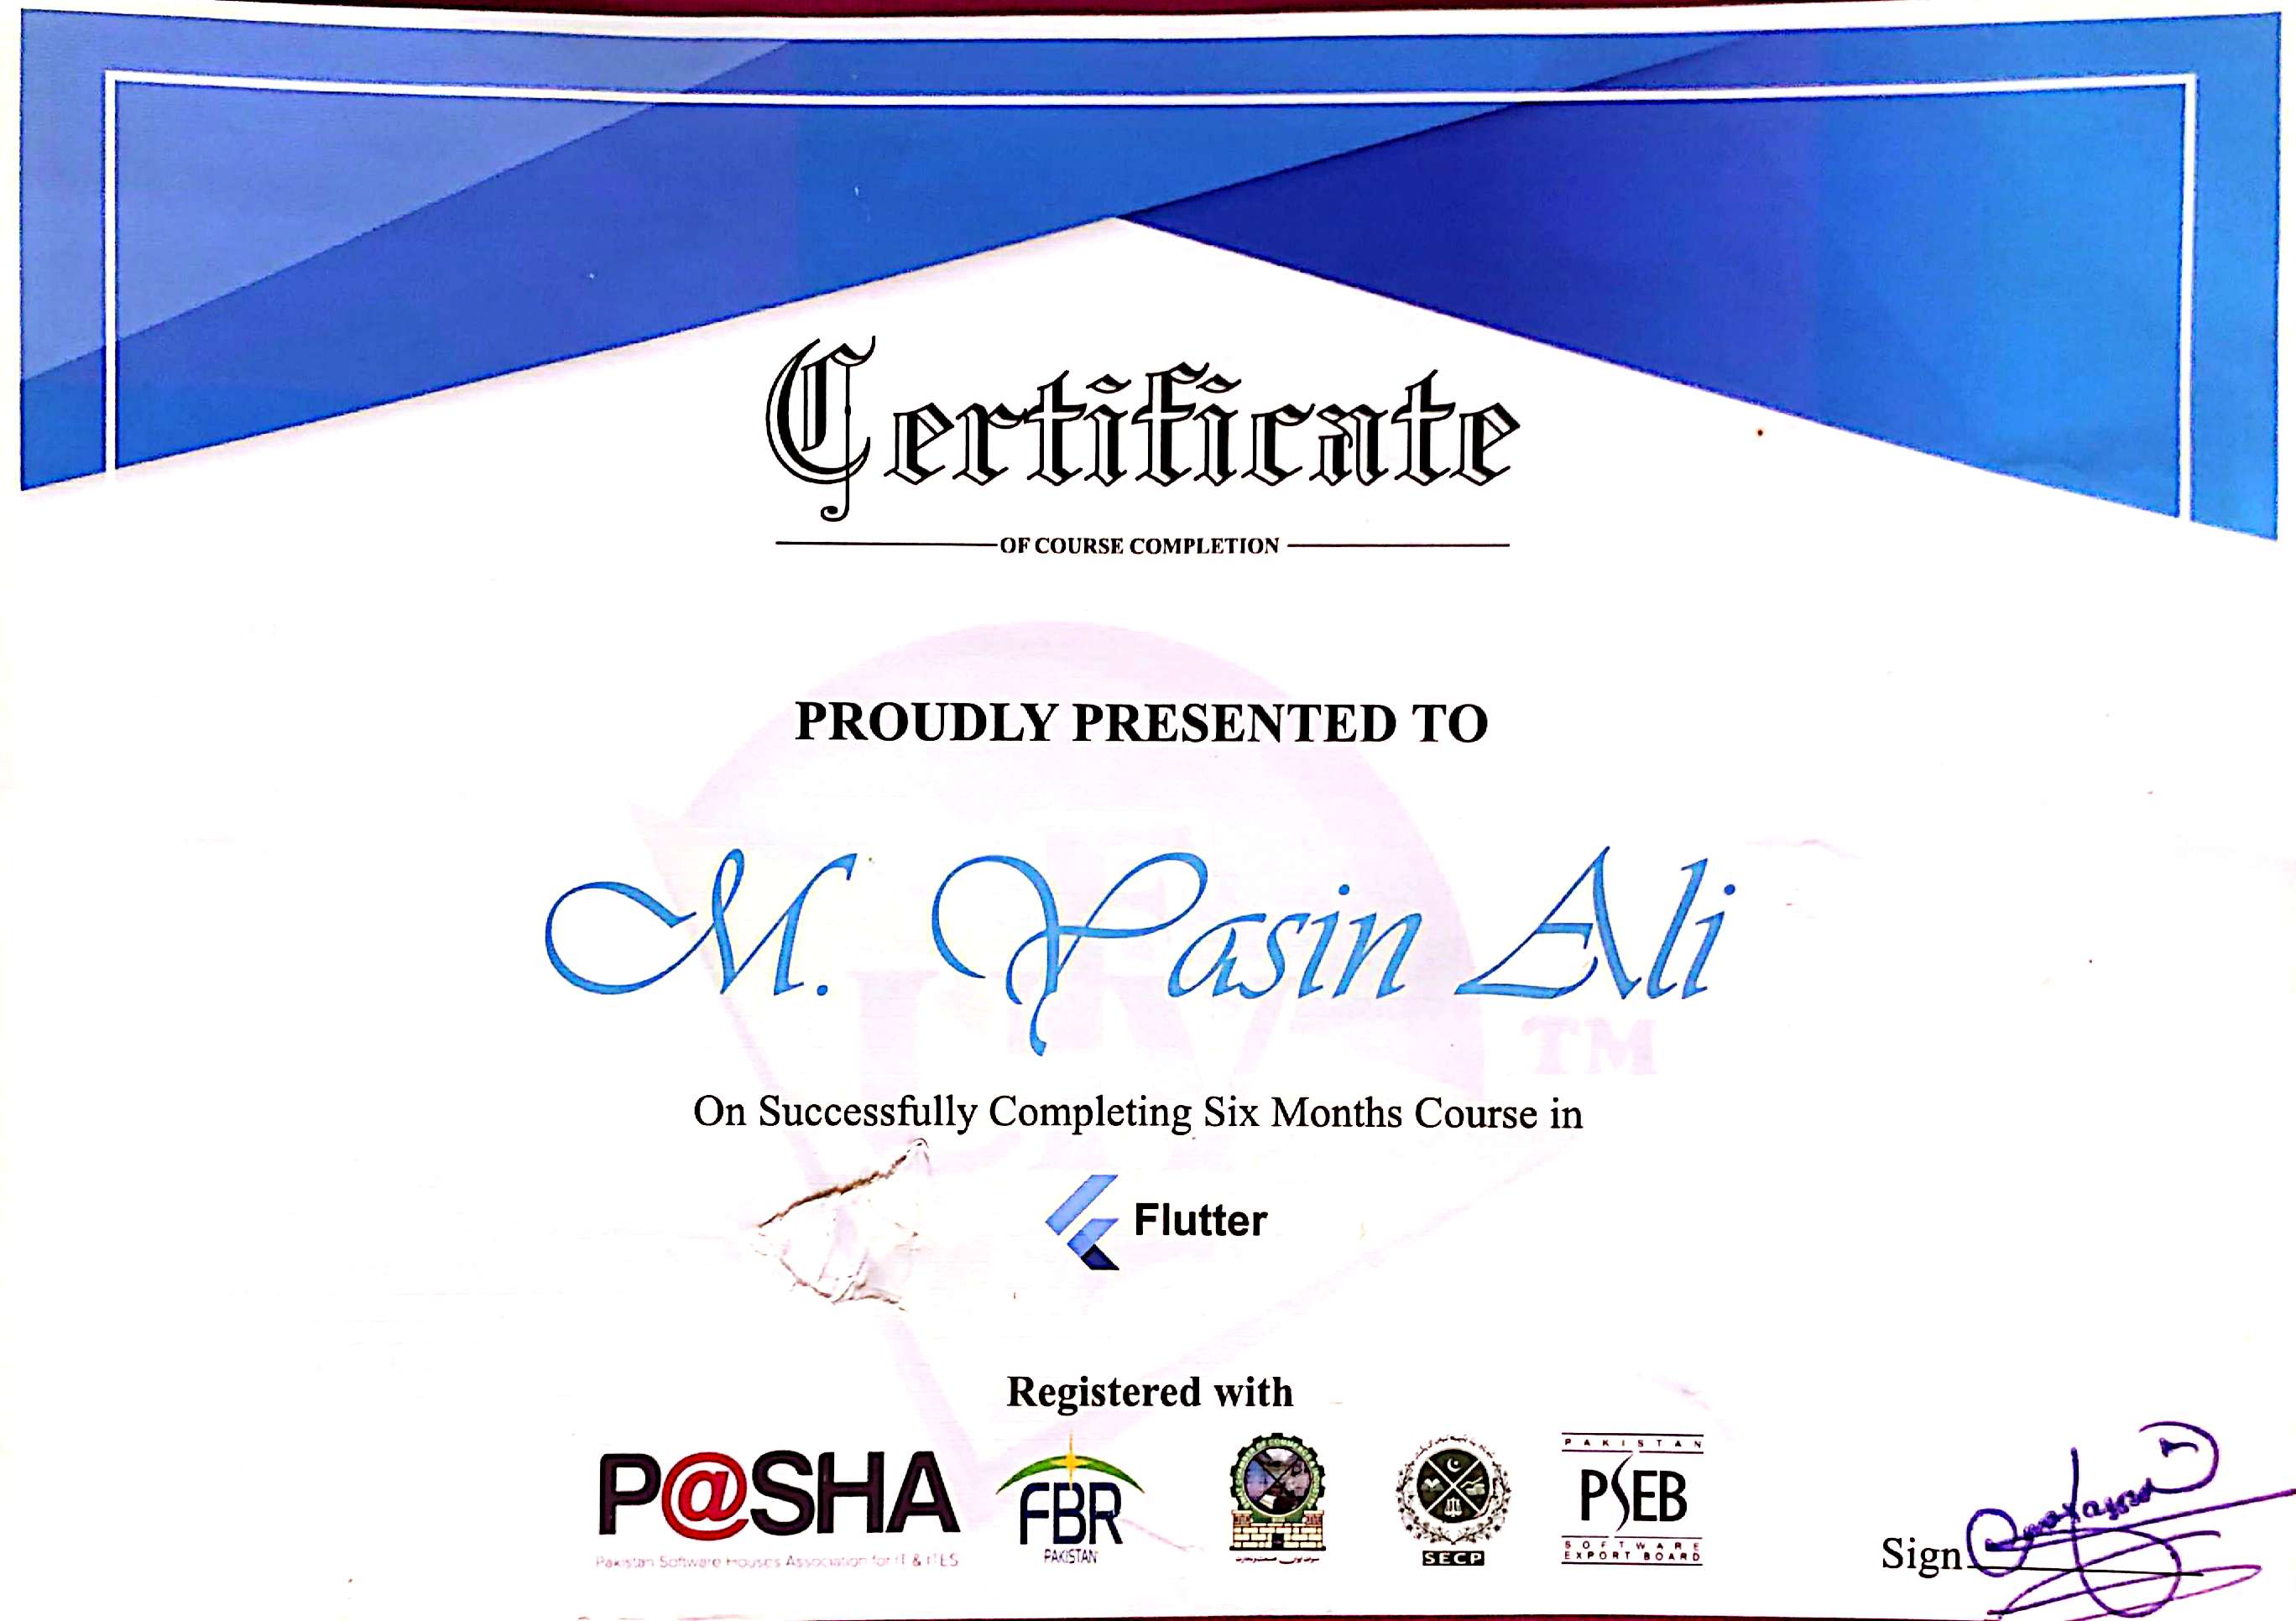 Certificate
OF COURSE COMPLETION
PROUDLY PRESENTED TO
M. Yasin Ali
TM
On Successfully Completing Six Months Course in
Flutter
Registered with
P@SHA
Pakistan Software Houses Association for IT & ITES
FBR
PAKISTAN
SECP
PAKISTAN
PSEB
SOFTWARE
EXPORT BOARD
Sign